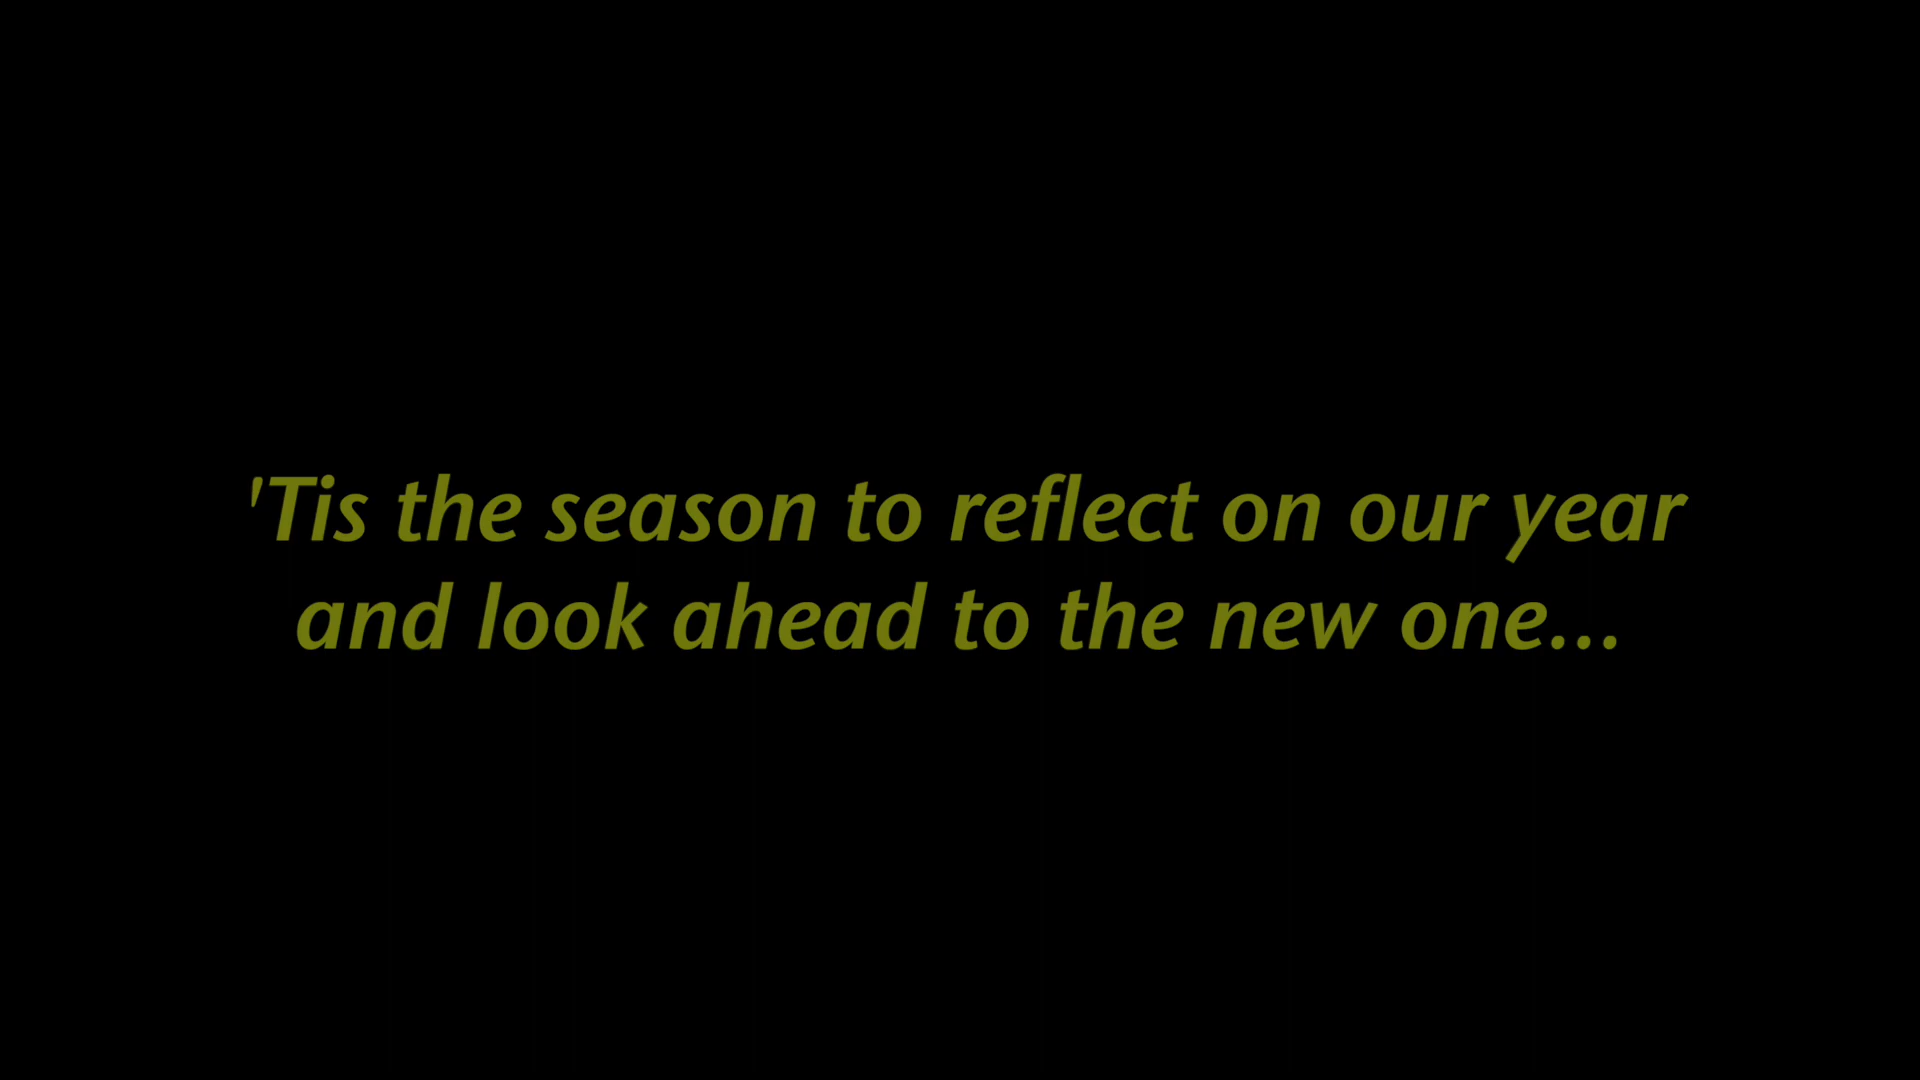 'Tis the season to reflect on our year
and look ahead to the new one...